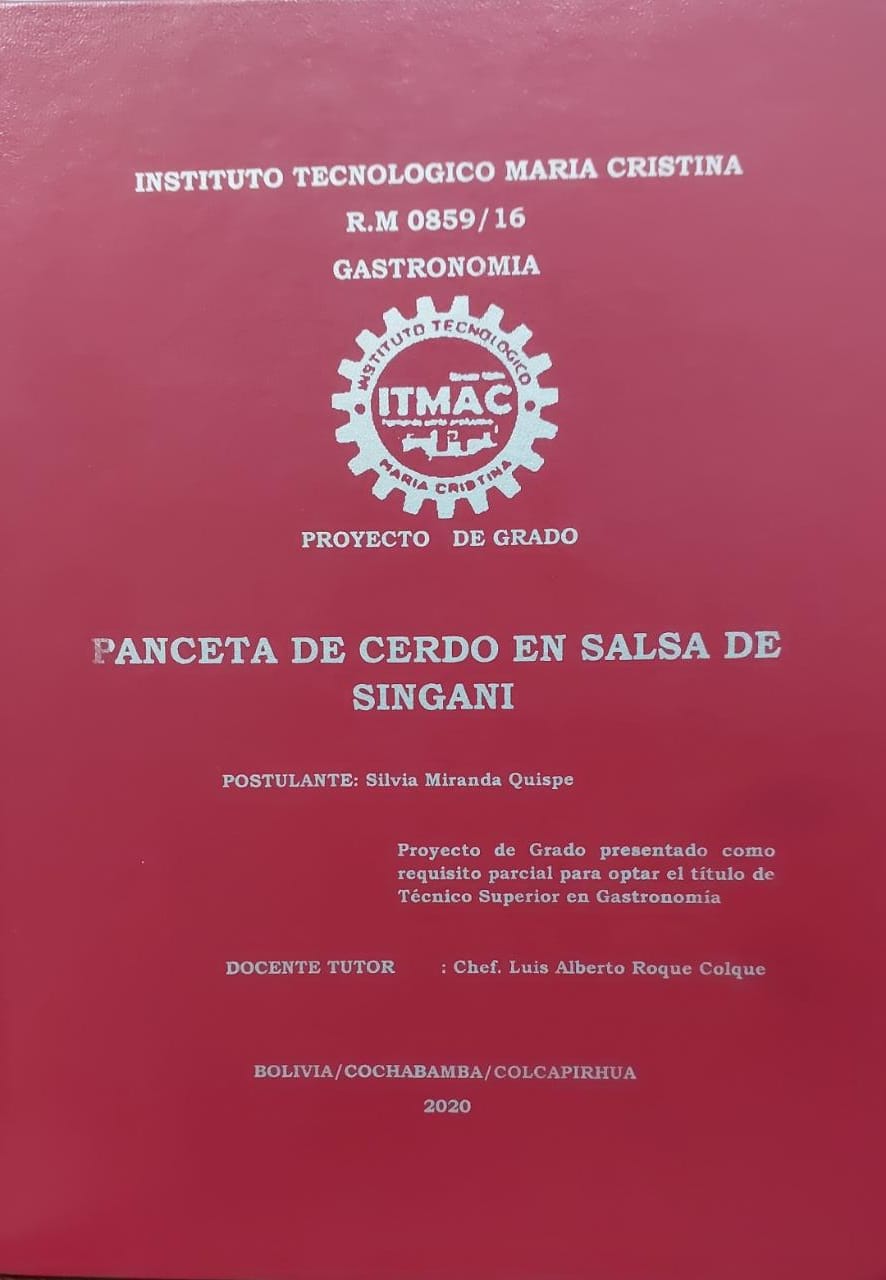 INSTITUTO TECNOLOGICO MARIA CRISTINA
R.M 0859/16
GASTRONOMIA
INSTITUTO TECNOLOGICO
ITMAC
MARIA CRISTINA
PROYECTO DE GRADO
PANCETA DE CERDO EN SALSA DE
SINGANI
POSTULANTE: Silvia Miranda Quispe
Proyecto de Grado presentado como
requisito parcial para optar el título de
Técnico Superior en Gastronomía
DOCENTE TUTOR : Chef. Luis Alberto Roque Colque
BOLIVIA/COCHABAMBA/COLCAPIRHUA
2020